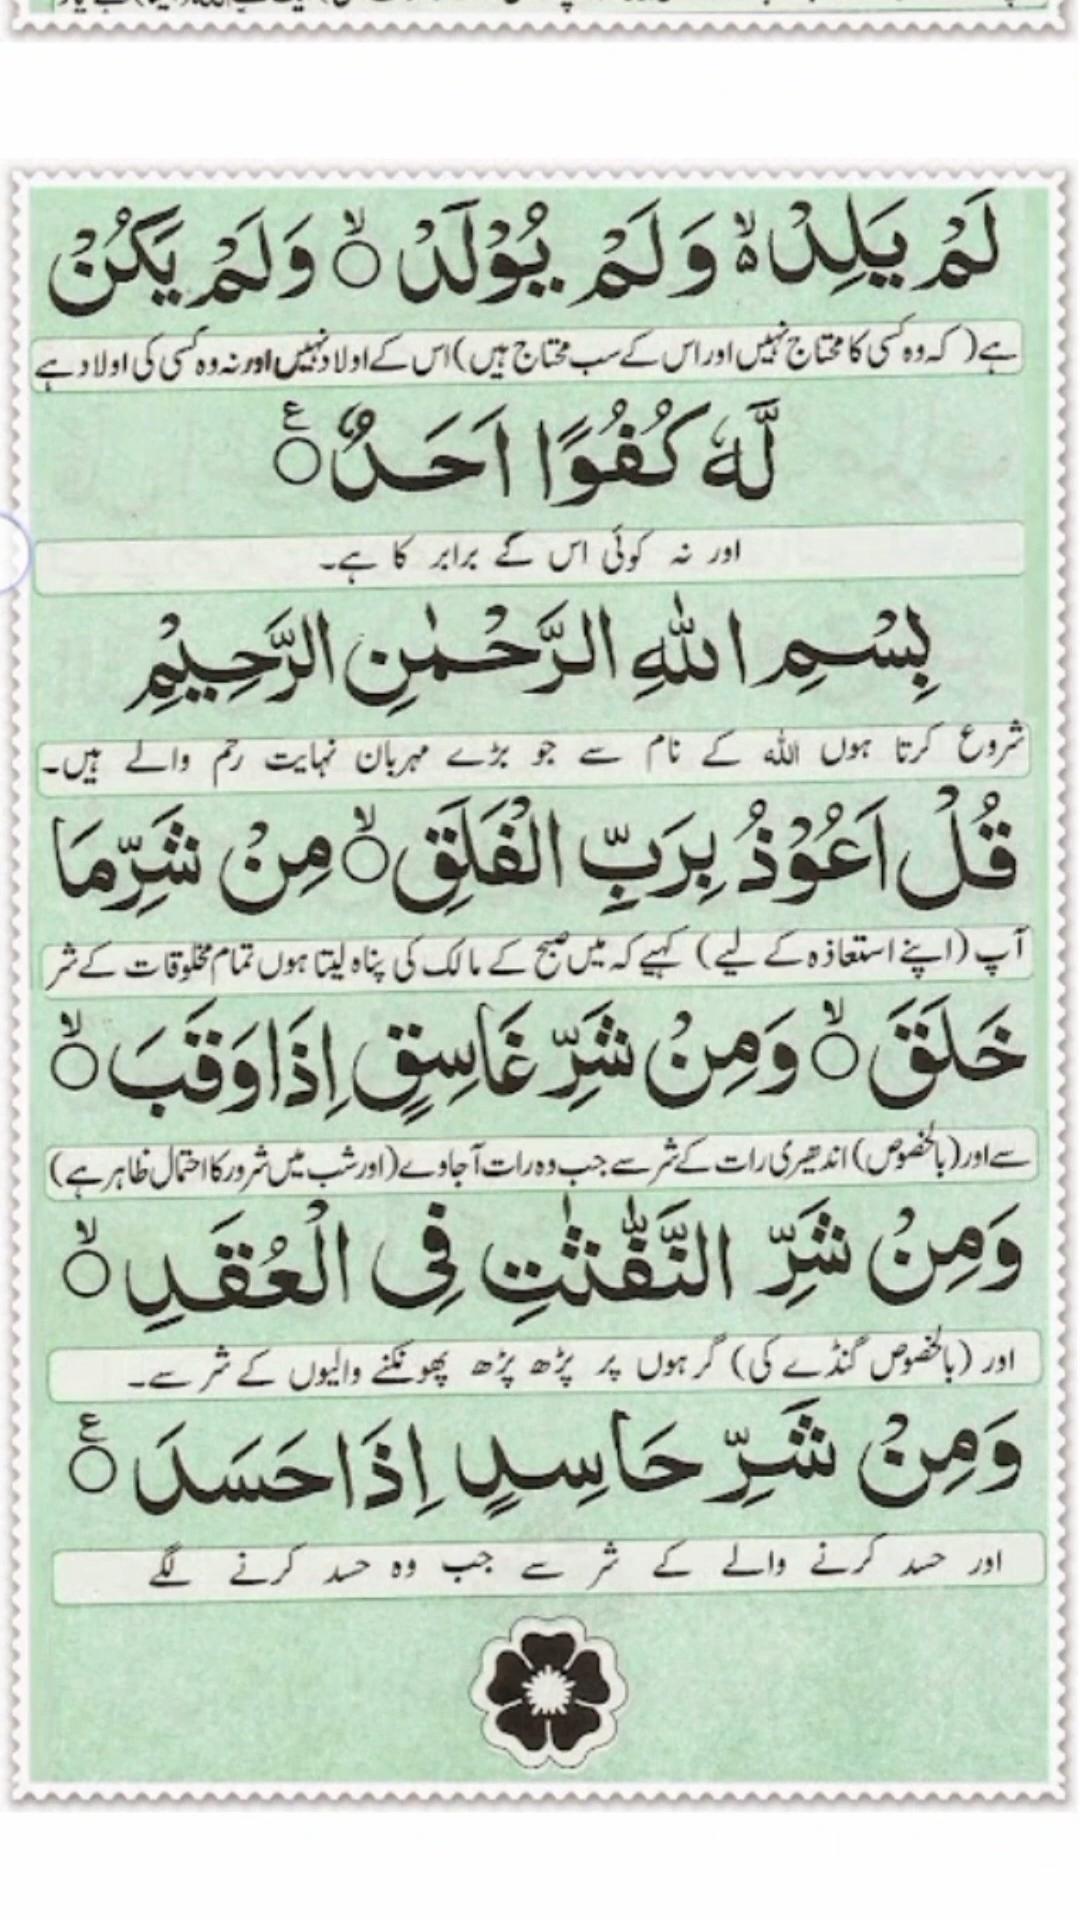 لَمْ يَلِدْ ۙ وَلَمْ يُوْلَدْ ۙ وَلَمْ يَكُنْ
ہے ( کہ وہ کسی کا محتاج نہیں اور اس کے سب محتاج ہیں) اس کے اولاد نہیں اور نہ وہ کسی کی اولاد ہے
لَّهٗ كُفُوًا اَحَدٌ ۧ
اور نہ کوئی اس کے برابر کا ہے۔
بِسْمِ اللّٰهِ الرَّحْمٰنِ الرَّحِيْمِ
شروع کرتا ہوں اللہ کے نام سے جو بڑے مہربان نہایت رحم والے ہیں۔
قُلْ اَعُوْذُ بِرَبِّ الْفَلَقِ ۙ مِنْ شَرِّ مَا
آپ (اپنے استعاذہ کے لیے) کہیے کہ میں صبح کے مالک کی پناہ لیتا ہوں تمام مخلوقات کے شر
خَلَقَ ۙ وَمِنْ شَرِّ غَاسِقٍ اِذَا وَقَبَ ۙ
سے اور (بالخصوص) اندھیری رات کے شر سے جب وہ رات آجاوے (اور شب میں شرور کا احتمال ظاہر ہے)
وَمِنْ شَرِّ النَّفّٰثٰتِ فِى الْعُقَدِ ۙ
اور (بالخصوص گنڈے کی) گرہوں پر پڑھ پڑھ پھونکنے والیوں کے شر سے۔
وَمِنْ شَرِّ حَاسِدٍ اِذَا حَسَدَ ۧ
اور حسد کرنے والے کے شر سے جب وہ حسد کرنے لگے